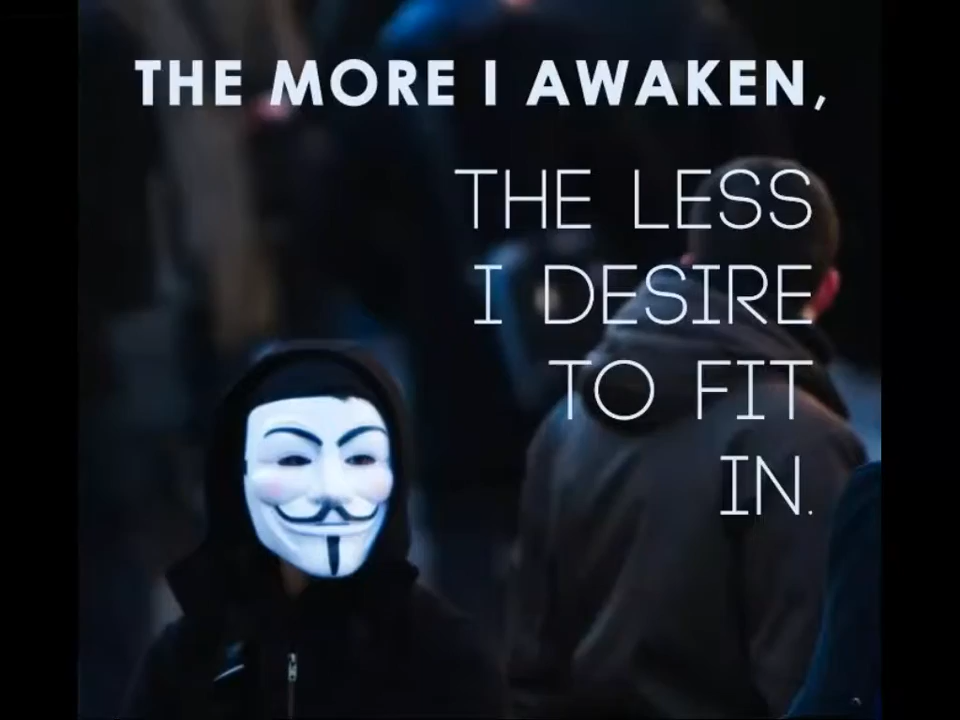 THE MORE I AWAKEN,
THE LESS
I DESIRE
TO FIT
IN.